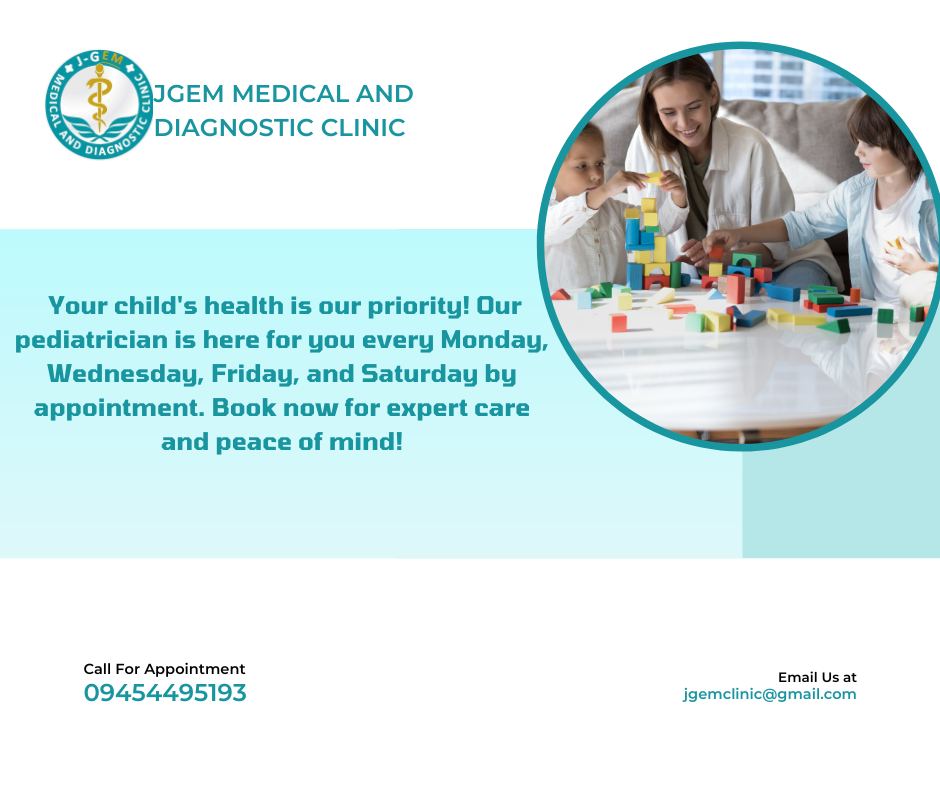 J-GEM
MEDICAL AND DIAGNOSTIC CLINIC
JGEM MEDICAL AND
DIAGNOSTIC CLINIC
Your child's health is our priority! Our
pediatrician is here for you every Monday,
Wednesday, Friday, and Saturday by
appointment. Book now for expert care
and peace of mind!
Call For Appointment
09454495193
Email Us at
jgemclinic@gmail.com